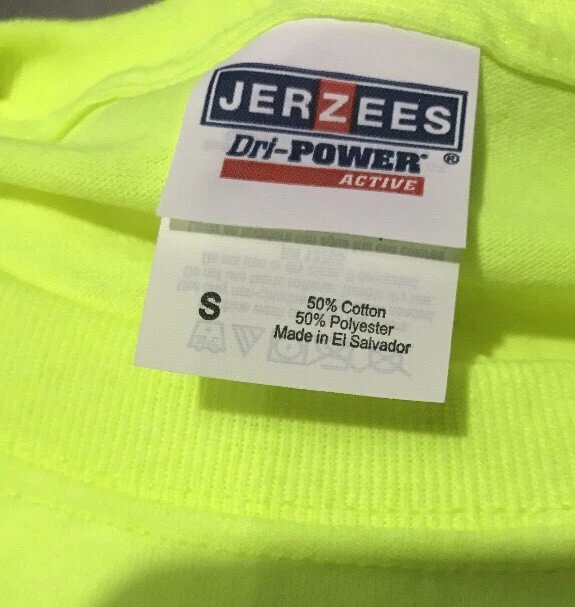 JERZEES
Dri-POWER®
ACTIVE
S
50% Cotton
50% Polyester
Made in El Salvador